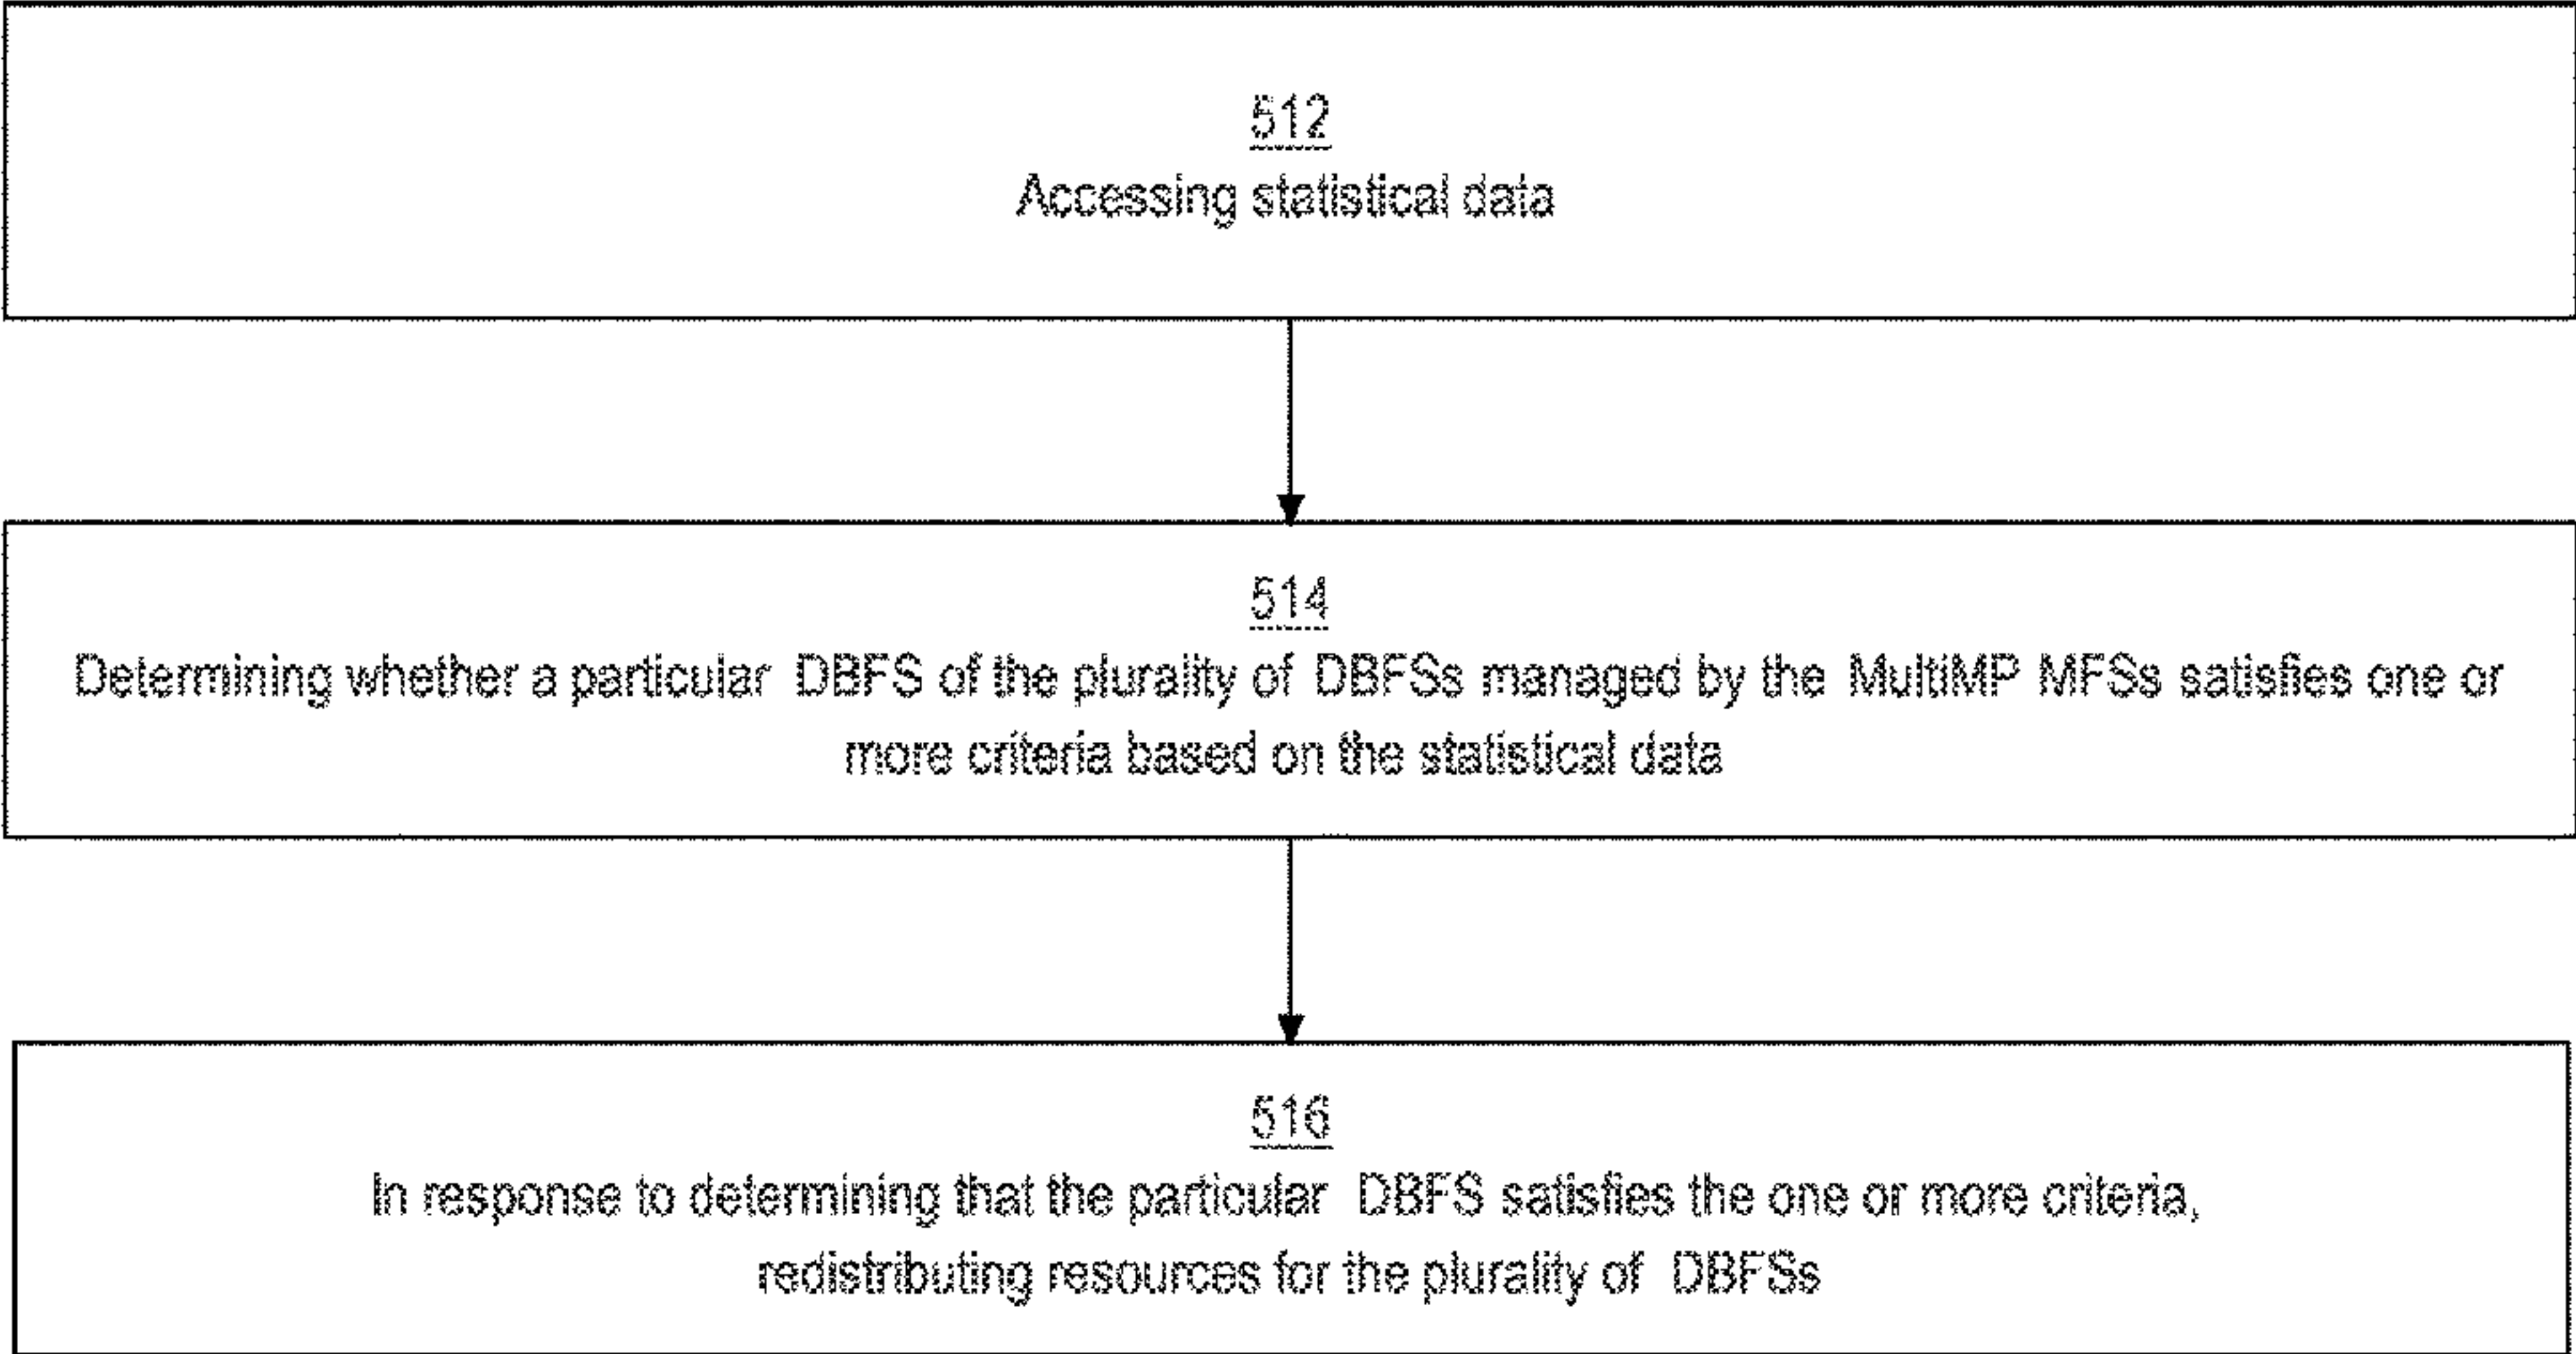 512
Accessing statistical data
514
Determining whether a particular DBFS of the plurality of DBFSs managed by the MultiMP MFSs satisfies one or
more criteria based on the statistical data
516
In response to determining that the particular DBFS satisfies the one or more criteria,
redistributing resources for the plurality of DBFSs